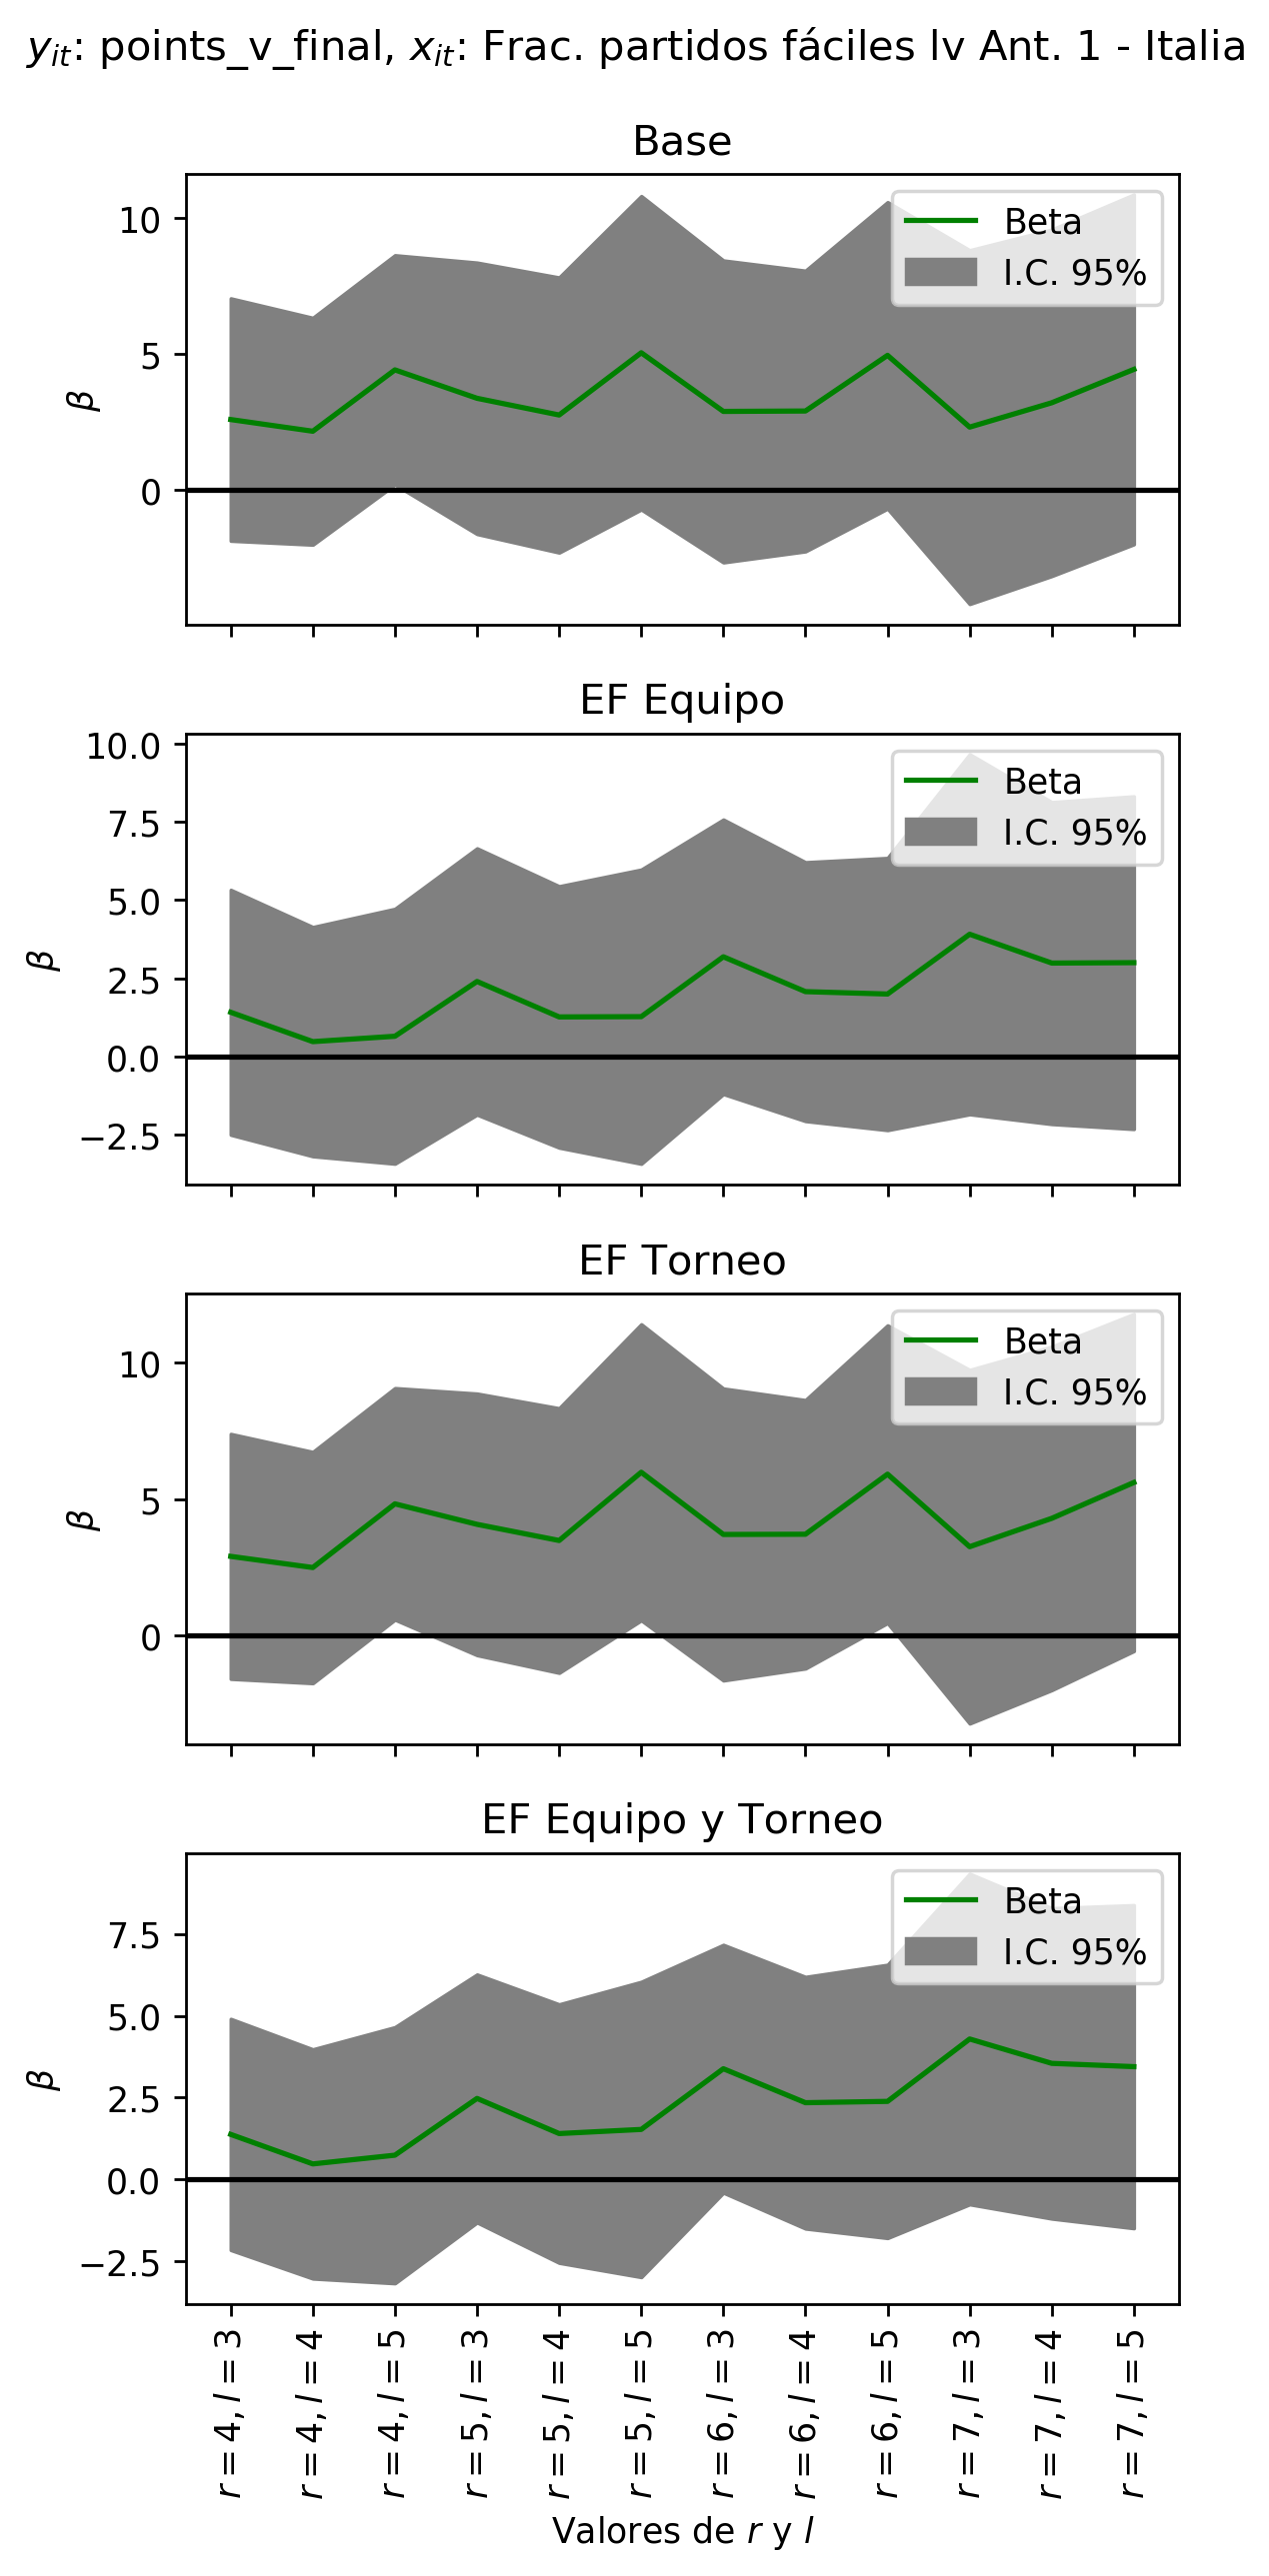 y_it: points_v_final, x_it: Frac. partidos fáciles lv Ant. 1 - Italia
Base
10
5
0
β
Beta
I.C. 95%
EF Equipo
10.0
7.5
5.0
2.5
0.0
−2.5
β
Beta
I.C. 95%
EF Torneo
10
5
0
β
Beta
I.C. 95%
EF Equipo y Torneo
7.5
5.0
2.5
0.0
−2.5
β
Beta
I.C. 95%
r = 4, l = 3
r = 4, l = 4
r = 4, l = 5
r = 5, l = 3
r = 5, l = 4
r = 5, l = 5
r = 6, l = 3
r = 6, l = 4
r = 6, l = 5
r = 7, l = 3
r = 7, l = 4
r = 7, l = 5
Valores de r y l